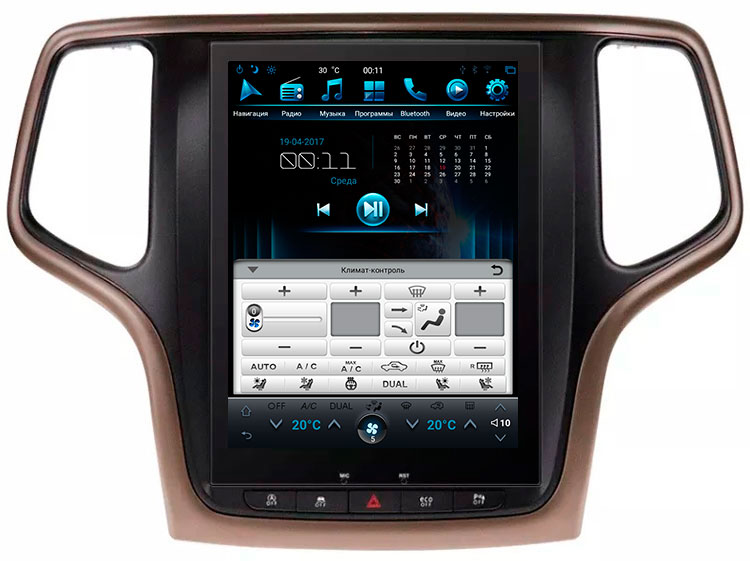 30 °C 00:11
Навигация Радио Музыка Программы Bluetooth Видео Настройки
19-04-2017
00:11
Среда
ВС ПН ВТ СР ЧТ ПТ СБ
26 27 28 29 30 31 1
2 3 4 5 6 7 8
9 10 11 12 13 14 15
16 17 18 19 20 21 22
23 24 25 26 27 28 29
30 1 2 3 4 5 6
Климат-контроль
+ + +
0
− − −
AUTO A/C MAX A/C MAX R
DUAL
OFF A/C DUAL
20°C 20°C 10
5
MIC RST
OFF OFF eco OFF OFF